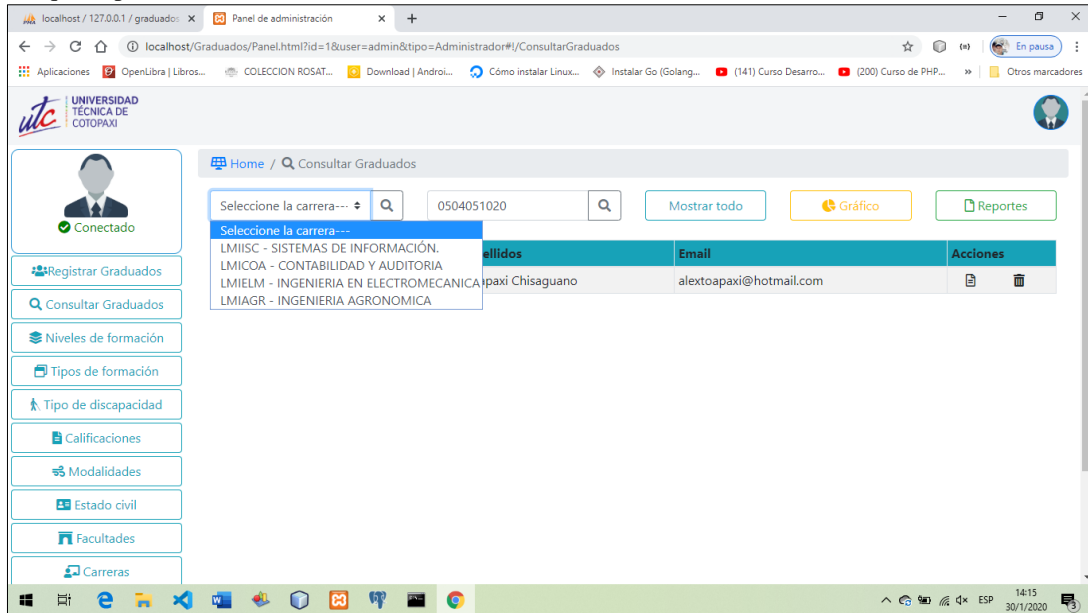 localhost / 127.0.0.1 / graduados
Panel de administración
localhost/Graduados/Panel.html?id=1&user=admin&tipo=Administrador#!/ConsultarGraduados
En pausa
Aplicaciones
OpenLibra | Libros...
COLECCION ROSAT...
Download | Androi...
Cómo instalar Linux...
Instalar Go (Golang...
(141) Curso Desarro...
(200) Curso de PHP...
Otros marcadores
utc
UNIVERSIDAD
TÉCNICA DE
COTOPAXI
Conectado
Registrar Graduados
Consultar Graduados
Niveles de formación
Tipos de formación
Tipo de discapacidad
Calificaciones
Modalidades
Estado civil
Facultades
Carreras
Home / Consultar Graduados
Seleccione la carrera---
0504051020
Mostrar todo
Gráfico
Reportes
Seleccione la carrera---
LMIISC - SISTEMAS DE INFORMACIÓN.
LMICOA - CONTABILIDAD Y AUDITORIA
LMIELM - INGENIERIA EN ELECTROMECANICA
LMIAGR - INGENIERIA AGRONOMICA
ellidos Email Acciones
apaxi Chisaguano alextoapaxi@hotmail.com
ESP
14:15
30/1/2020